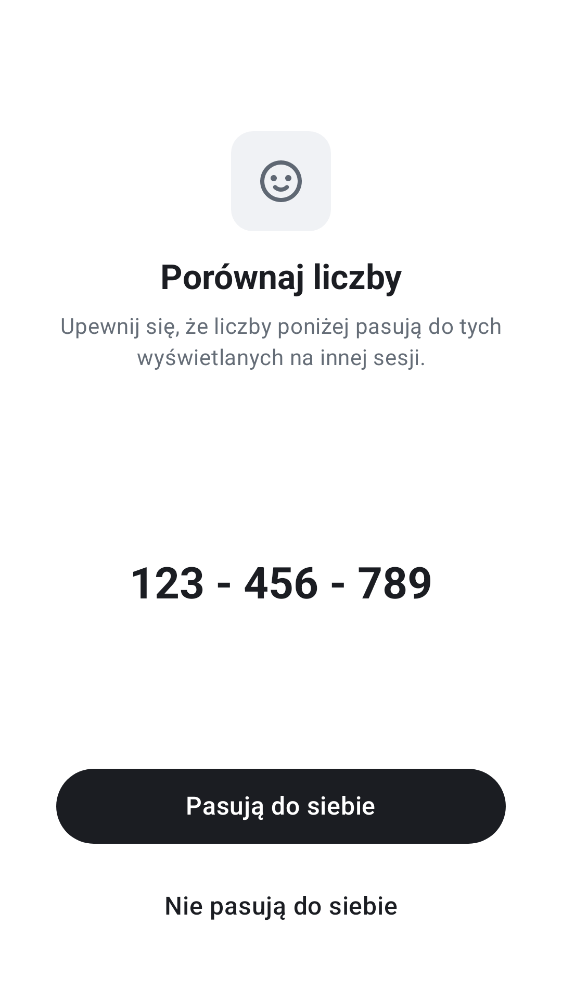 Porównaj liczby
Upewnij się, że liczby poniżej pasują do tych
wyświetlanych na innej sesji.
123 - 456 - 789
Pasują do siebie
Nie pasują do siebie